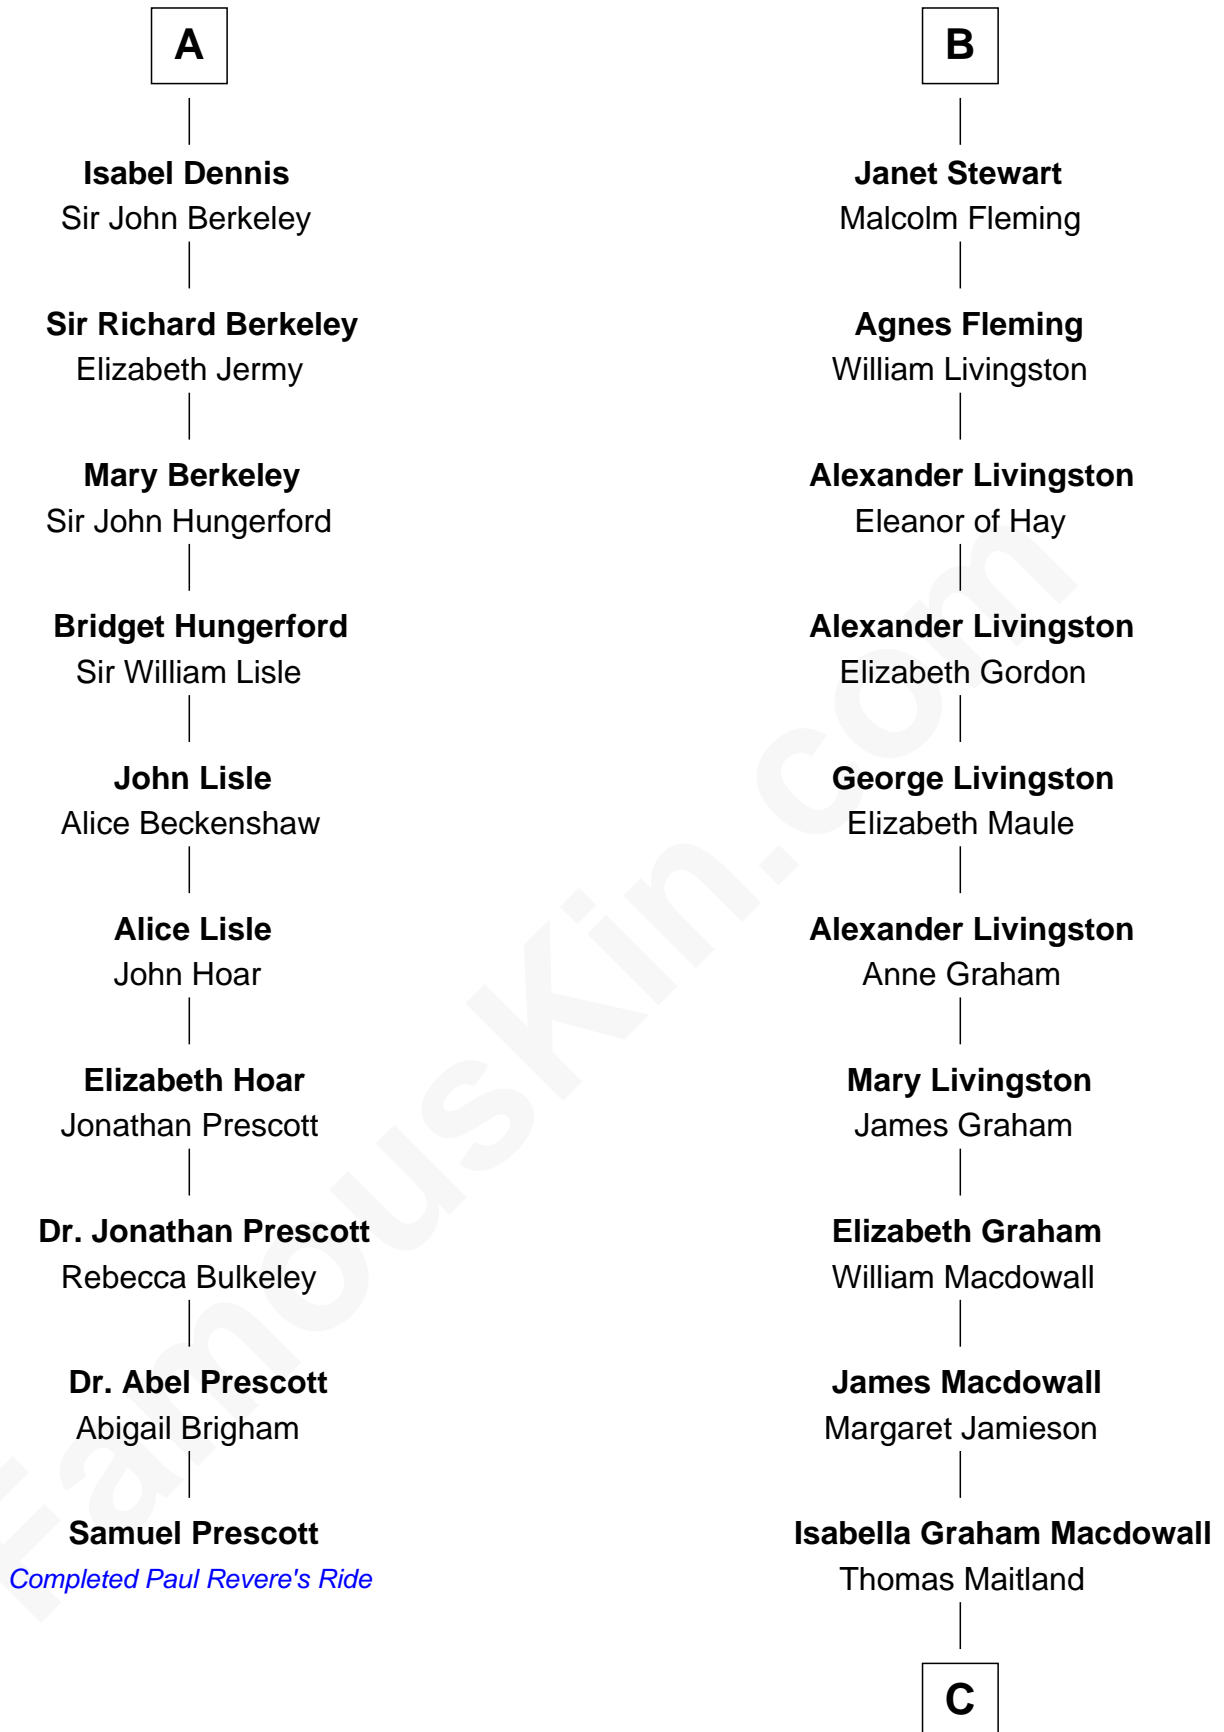 A
Isabel Dennis
Sir John Berkeley
Sir Richard Berkeley
Elizabeth Jermy
Mary Berkeley
Sir John Hungerford
Bridget Hungerford
Sir William Lisle
John Lisle
Alice Beckenshaw
Alice Lisle
John Hoar
Elizabeth Hoar
Jonathan Prescott
Dr. Jonathan Prescott
Rebecca Bulkeley
Dr. Abel Prescott
Abigail Brigham
Samuel Prescott
Completed Paul Revere's Ride
B
Janet Stewart
Malcolm Fleming
Agnes Fleming
William Livingston
Alexander Livingston
Eleanor of Hay
Alexander Livingston
Elizabeth Gordon
George Livingston
Elizabeth Maule
Alexander Livingston
Anne Graham
Mary Livingston
James Graham
Elizabeth Graham
William Macdowall
James Macdowall
Margaret Jamieson
Isabella Graham Macdowall
Thomas Maitland
C
FamousKin.com